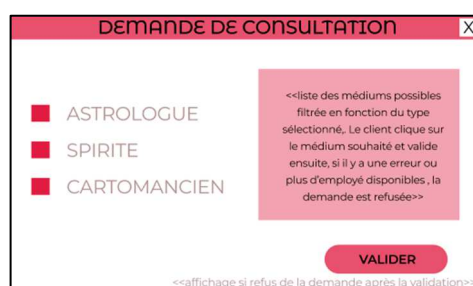 DEMANDE DE CONSULTATION
X
ASTROLOGUE
SPIRITE
CARTOMANCIEN
<<liste des médiums possibles
filtrée en fonction du type
sélectionné,. Le client clique sur
le médium souhaité et valide
ensuite, si il y a une erreur ou
plus d'employé disponibles , la
demande est refusée>>
VALIDER
<<affichage si refus de la demande après la validation>>